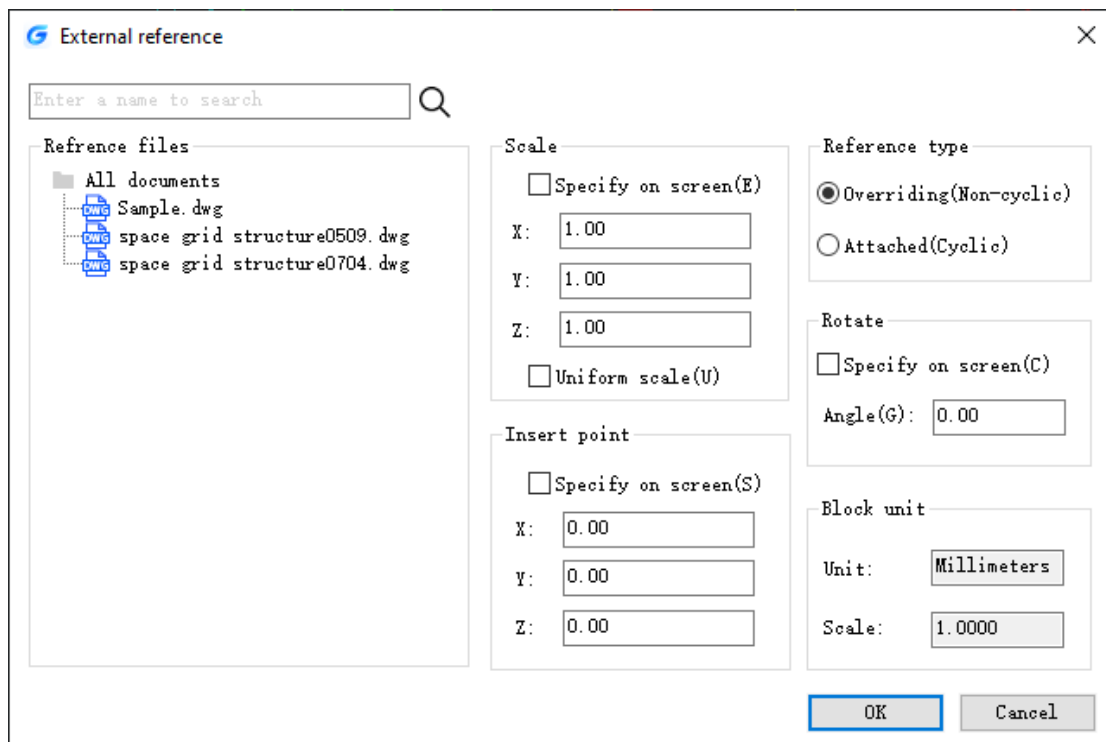 External reference
Enter a name to search
Refrence files
All documents
Sample.dwg
space grid structure0509.dwg
space grid structure0704.dwg
Scale
Specify on screen(E)
X: 1.00
Y: 1.00
Z: 1.00
Uniform scale(U)
Insert point
Specify on screen(S)
X: 0.00
Y: 0.00
Z: 0.00
Reference type
Overriding(Non-cyclic)
Attached(Cyclic)
Rotate
Specify on screen(C)
Angle(G): 0.00
Block unit
Unit: Millimeters
Scale: 1.0000
OK
Cancel